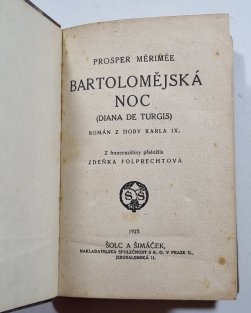 PROSPER MÉRIMÉE
BARTOLOMĚJSKÁ
NOC
(DIANA DE TURGIS)
ROMÁN Z DOBY KARLA IX.
Z francouzštiny přeložila
ZDEŇKA FOLPRECHTOVÁ
1925
ŠOLC A ŠIMÁČEK,
NAKLADATELSKÁ SPOLEČNOST S R. O. V PRAZE II.,
JERUSALEMSKÁ 11.